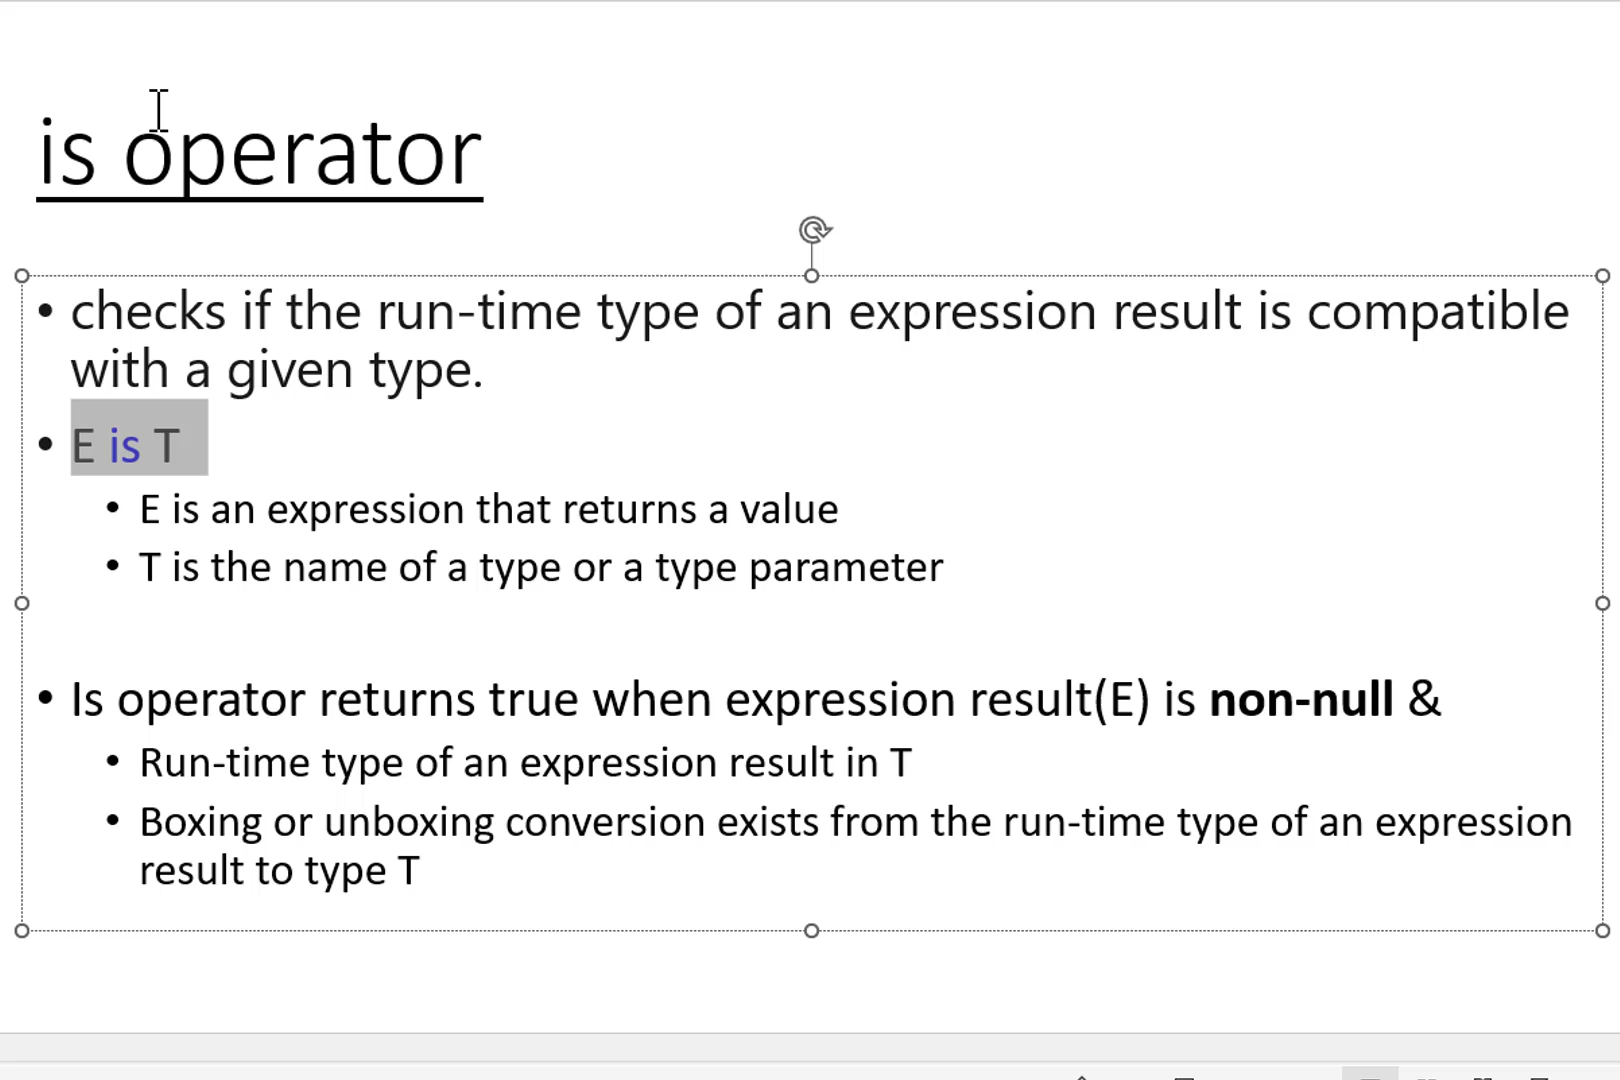 is operator
• checks if the run-time type of an expression result is compatible
with a given type.
• E is T
• E is an expression that returns a value
• T is the name of a type or a type parameter
• Is operator returns true when expression result(E) is non-null &
• Run-time type of an expression result in T
• Boxing or unboxing conversion exists from the run-time type of an expression
result to type T